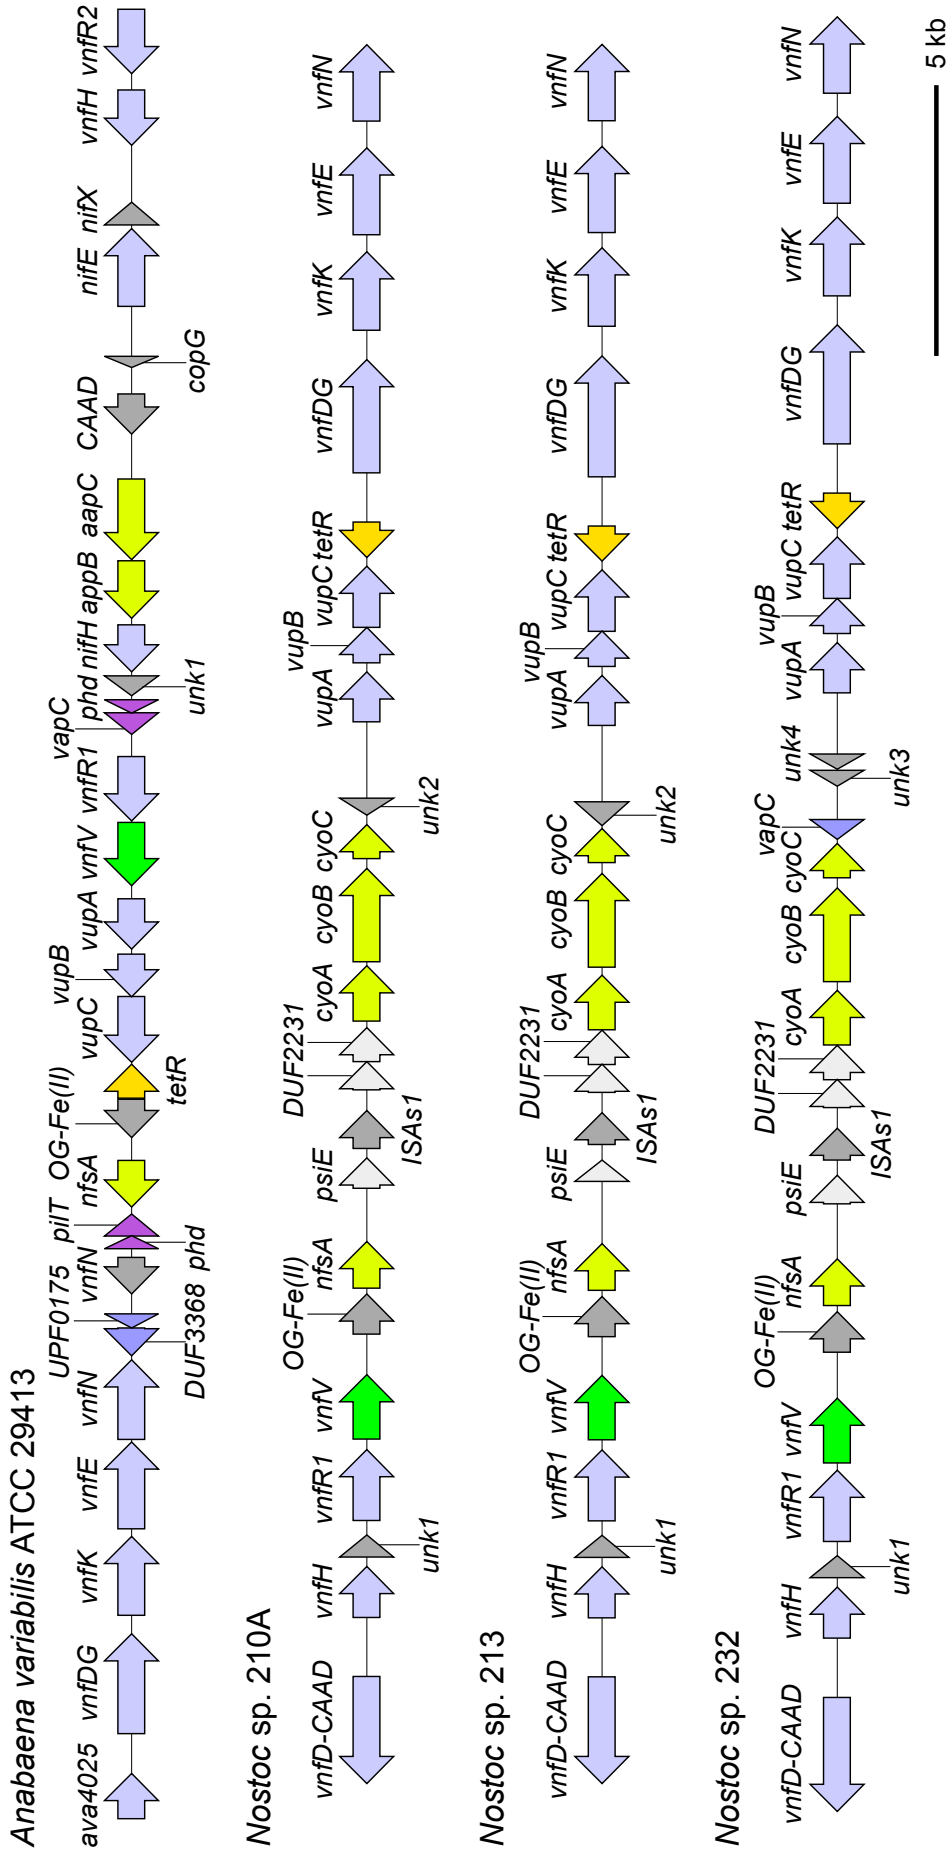 Anabaena variabilis ATCC 29413
ava4025 vnfDG vnfK vnfE vnfN UPF0175 vnfN pilT nfsA OG-Fe(II) vupC vupB vupA vnfV vnfR1 vapC phd nifH appB aapC CAAD nifE nifX vnfH vnfR2
DUF3368 phd tetR unk1 copG
Nostoc sp. 210A
vnfD-CAAD vnfH vnfR1 vnfV OG-Fe(II) nfsA psiE DUF2231 cyoA cyoB cyoC vupA vupB vupC tetR vnfDG vnfK vnfE vnfN
unk1 ISAs1 unk2
Nostoc sp. 213
vnfD-CAAD vnfH vnfR1 vnfV OG-Fe(II) nfsA psiE DUF2231 cyoA cyoB cyoC vupA vupB vupC tetR vnfDG vnfK vnfE vnfN
unk1 ISAs1 unk2
Nostoc sp. 232
vnfD-CAAD vnfH vnfR1 vnfV OG-Fe(II) nfsA psiE DUF2231 cyoA cyoB cyoC vapC unk4 vupA vupB vupC tetR vnfDG vnfK vnfE vnfN
unk1 ISAs1 unk3
5 kb